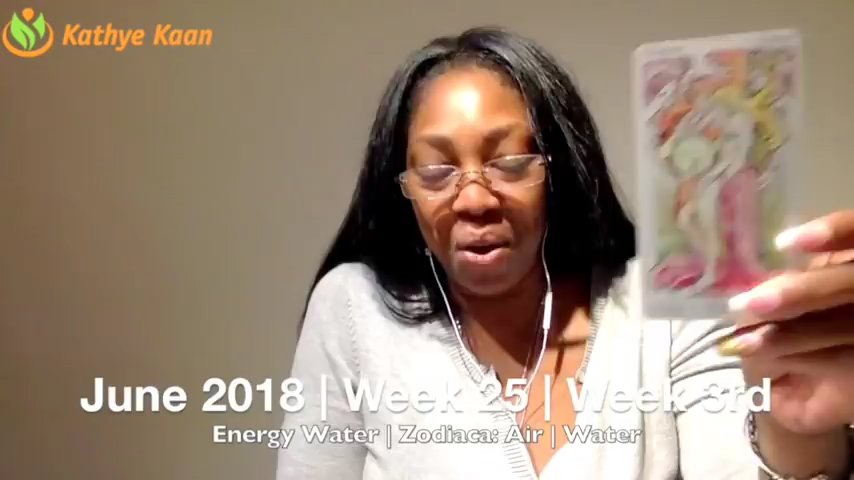 Kathye Kaan
June 2018 | Week 25 | Week 3rd
Energy Water | Zodiaca: Air | Water